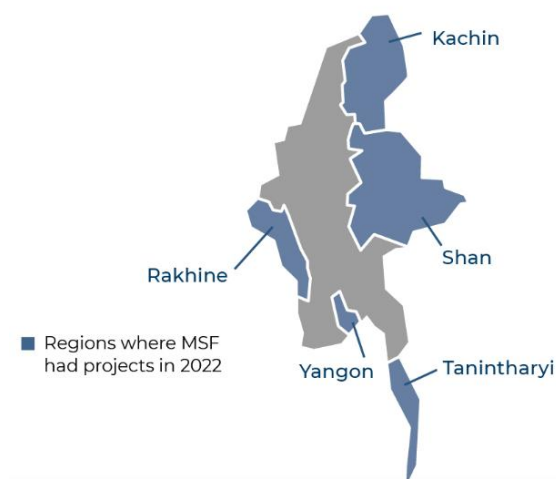 Kachin
Shan
Rakhine
Regions where MSF
had projects in 2022
Yangon
Tanintharyi